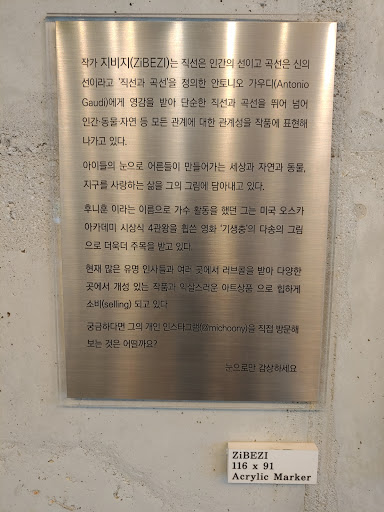 작가 지비지(ZiBEZI)는 직선은 인간의 선이고 곡선은 신의
선이라고 '직선과 곡선'을 정의한 안토니오 가우디(Antonio
Gaudi)에게 영감을 받아 단순한 직선과 곡선을 뛰어 넘어
인간·동물·자연 등 모든 관계에 대한 관계성을 작품에 표현해
나가고 있다.
아이들의 눈으로 어른들이 만들어가는 세상과 자연과 동물,
지구를 사랑하는 삶을 그의 그림에 담아내고 있다.
후니훈 이라는 이름으로 가수 활동을 했던 그는 미국 오스카
아카데미 시상식 4관왕을 휩쓴 영화 '기생충'의 다송의 그림
으로 더욱더 주목을 받고 있다.
현재 많은 유명 인사들과 여러 곳에서 러브콜을 받아 다양한
곳에서 개성 있는 작품과 익살스러운 아트상품 으로 힙하게
소비(selling) 되고 있다
궁금하다면 그의 개인 인스타그램(@michoony)을 직접 방문해
보는 것은 어떨까요?
눈으로만 감상하세요
ZiBEZI
116 x 91
Acrylic Marker